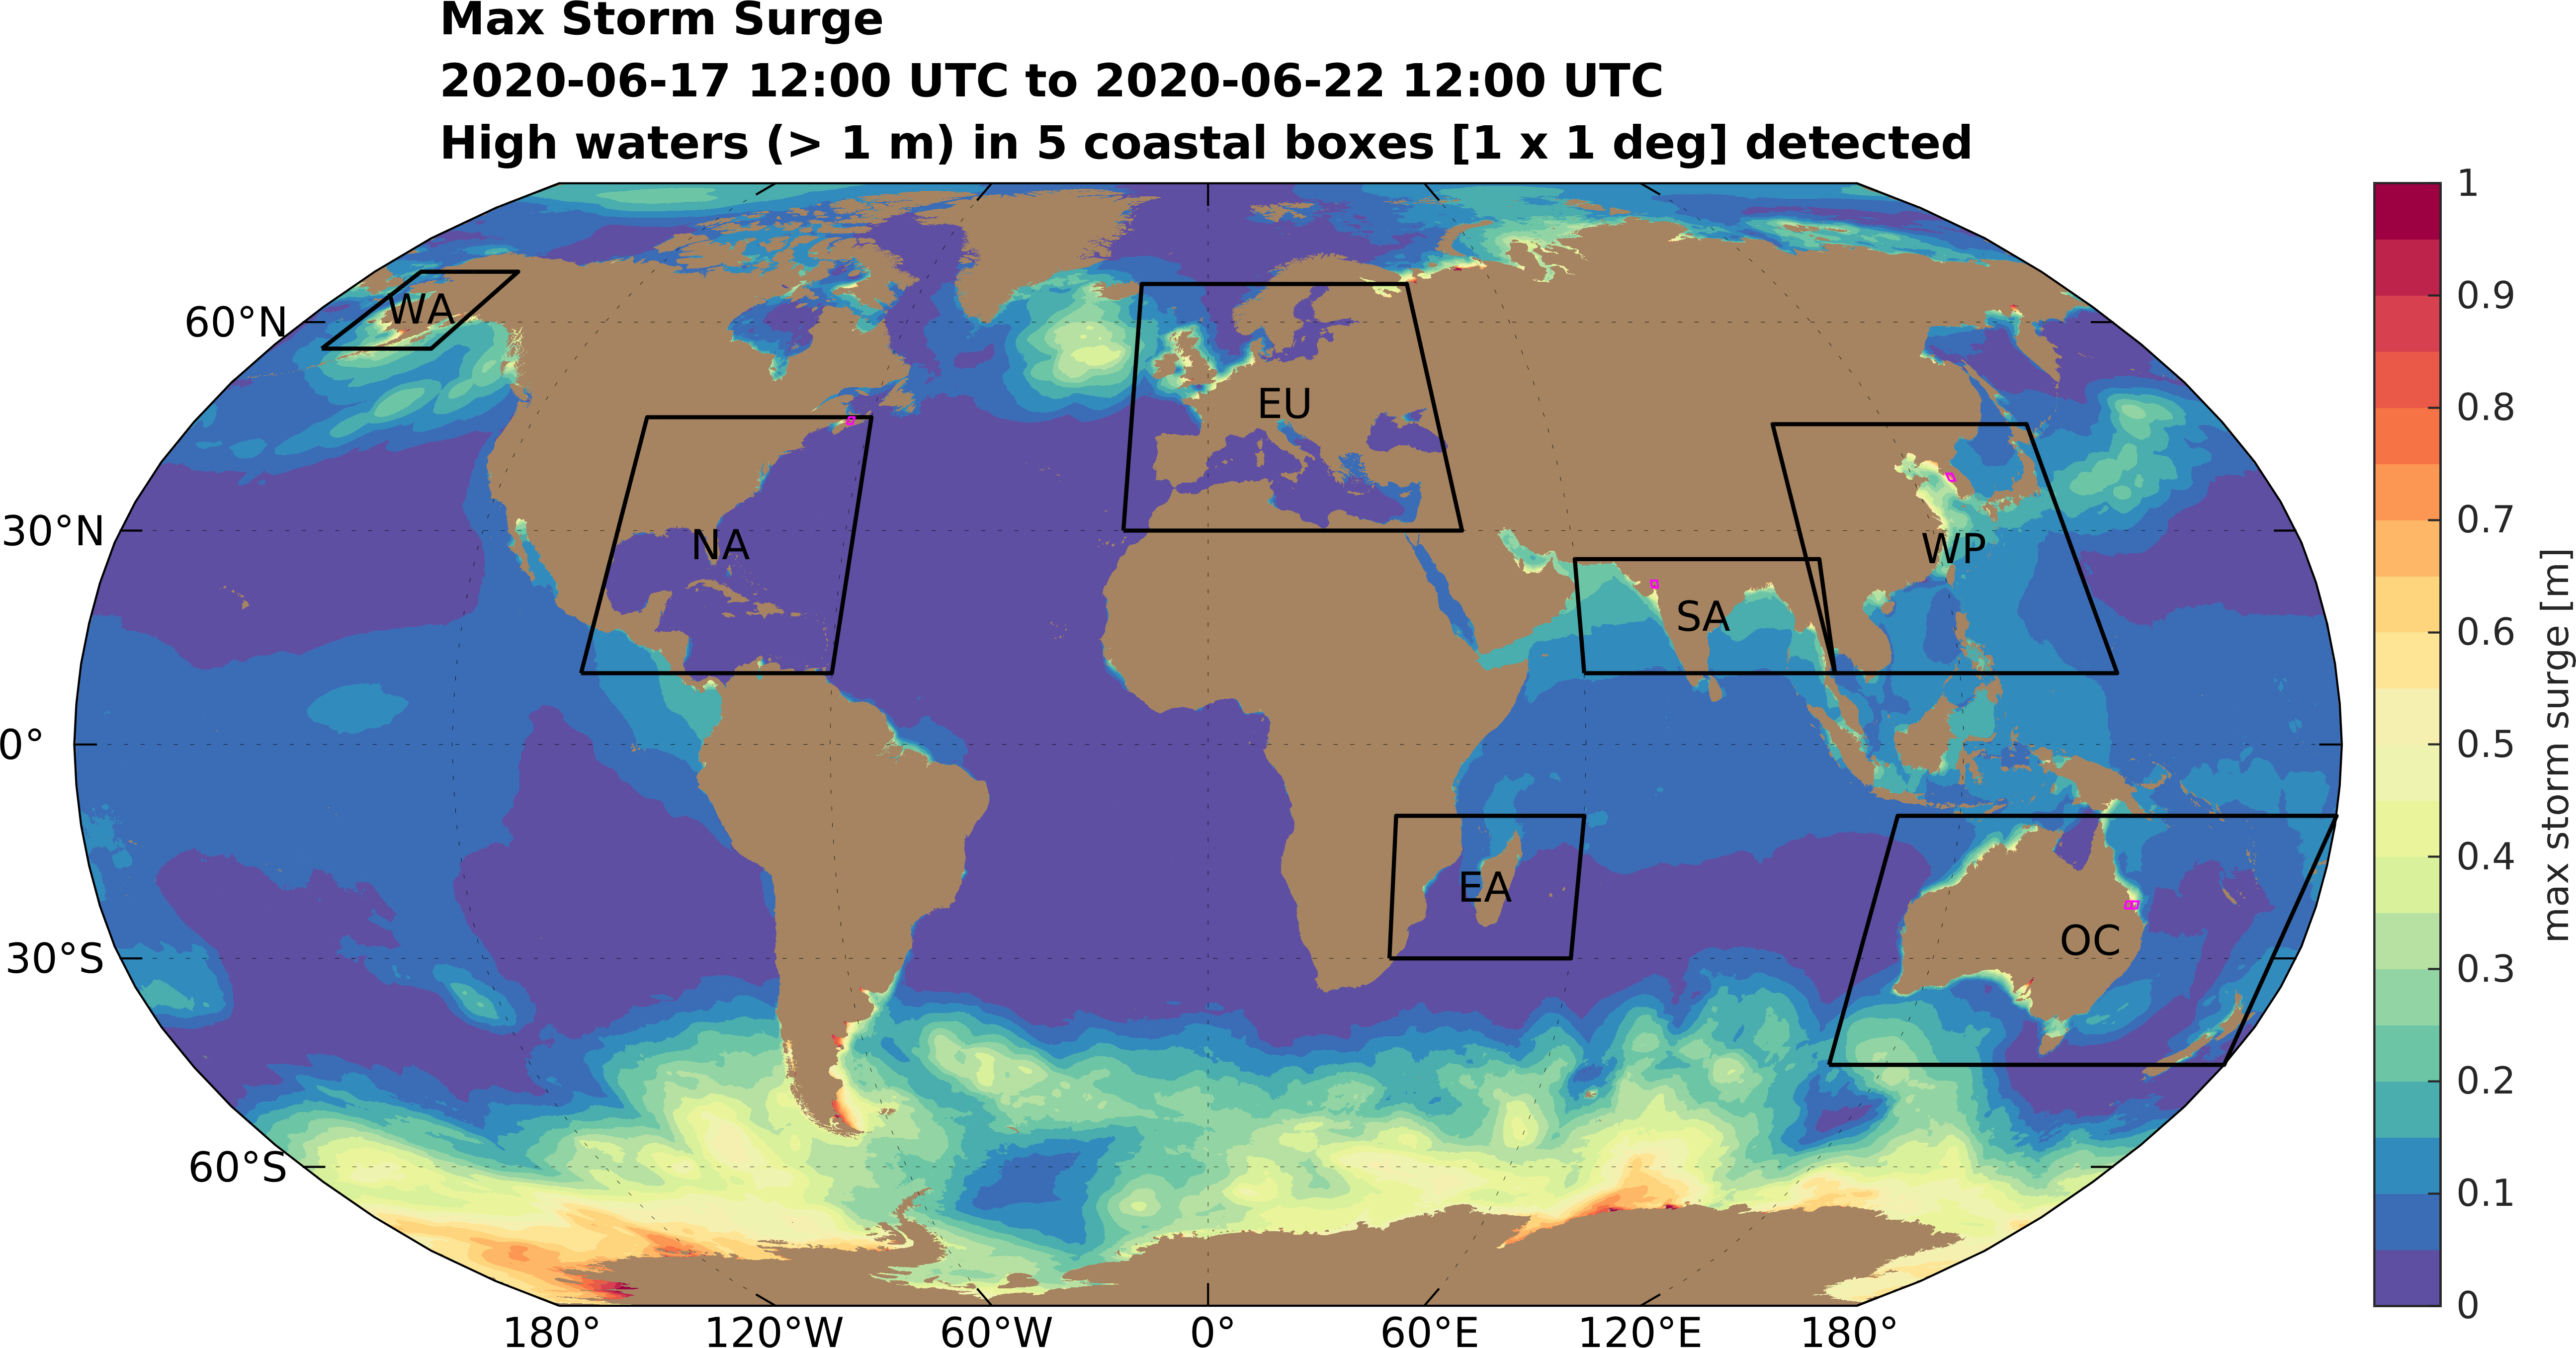 Max Storm Surge
2020-06-17 12:00 UTC to 2020-06-22 12:00 UTC
High waters (> 1 m) in 5 coastal boxes [1 x 1 deg] detected
60°N
30°N
0°
30°S
60°S
180°
120°W
60°W
0°
60°E
120°E
180°
WA
NA
EU
SA
WP
EA
OC
1
0.9
0.8
0.7
0.6
0.5
0.4
0.3
0.2
0.1
0
max storm surge [m]